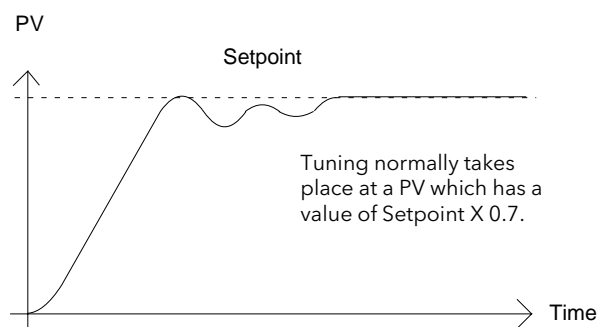 PV
Setpoint
Tuning normally takes
place at a PV which has a
value of Setpoint X 0.7.
Time